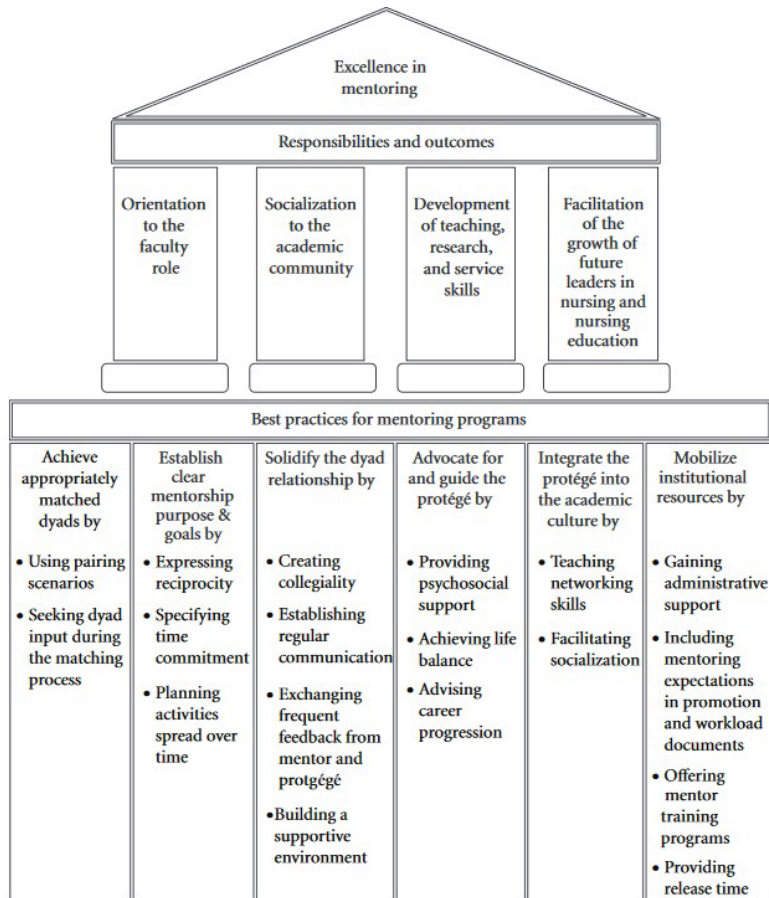 Excellence in
mentoring
Responsibilities and outcomes
Orientation
to the
faculty
role
Socialization
to the
academic
community
Development
of teaching,
research,
and service
skills
Facilitation
of the
growth of
future
leaders in
nursing and
nursing
education
Best practices for mentoring programs
Achieve
appropriately
matched
dyads by
• Using pairing
scenarios
• Seeking dyad
input during
the matching
process
Establish
clear
mentorship
purpose &
goals by
• Expressing
reciprocity
• Specifying
time
commitment
• Planning
activities
spread over
time
Solidify the dyad
relationship by
• Creating
collegiality
• Establishing
regular
communication
• Exchanging
frequent
feedback from
mentor and
protgégé
• Building a
supportive
environment
Advocate for
and guide the
protégé by
• Providing
psychosocial
support
• Achieving life
balance
• Advising
career
progression
Integrate the
protégé into
the academic
culture by
• Teaching
networking
skills
• Facilitating
socialization
Mobilize
institutional
resources by
• Gaining
administrative
support
• Including
mentoring
expectations
in promotion
and workload
documents
• Offering
mentor
training
programs
• Providing
release time